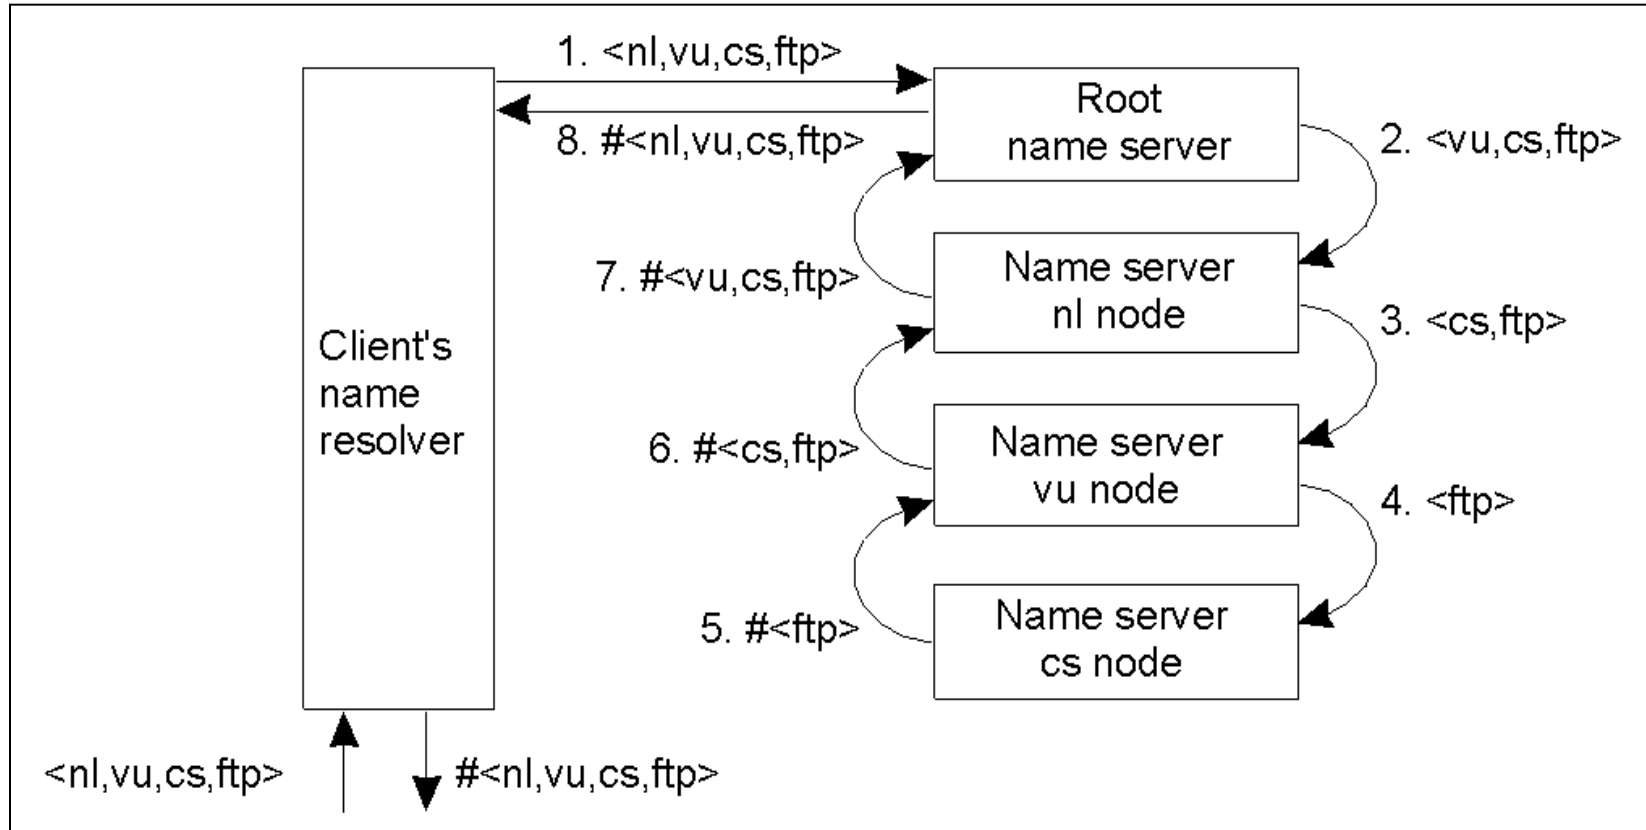 1. <nl,vu,cs,ftp>
Root
name server
8. #<nl,vu,cs,ftp>
2. <vu,cs,ftp>
Name server
nl node
7. #<vu,cs,ftp>
3. <cs,ftp>
Client's
name
resolver
Name server
vu node
6. #<cs,ftp>
4. <ftp>
Name server
cs node
5. #<ftp>
<nl,vu,cs,ftp>
#<nl,vu,cs,ftp>